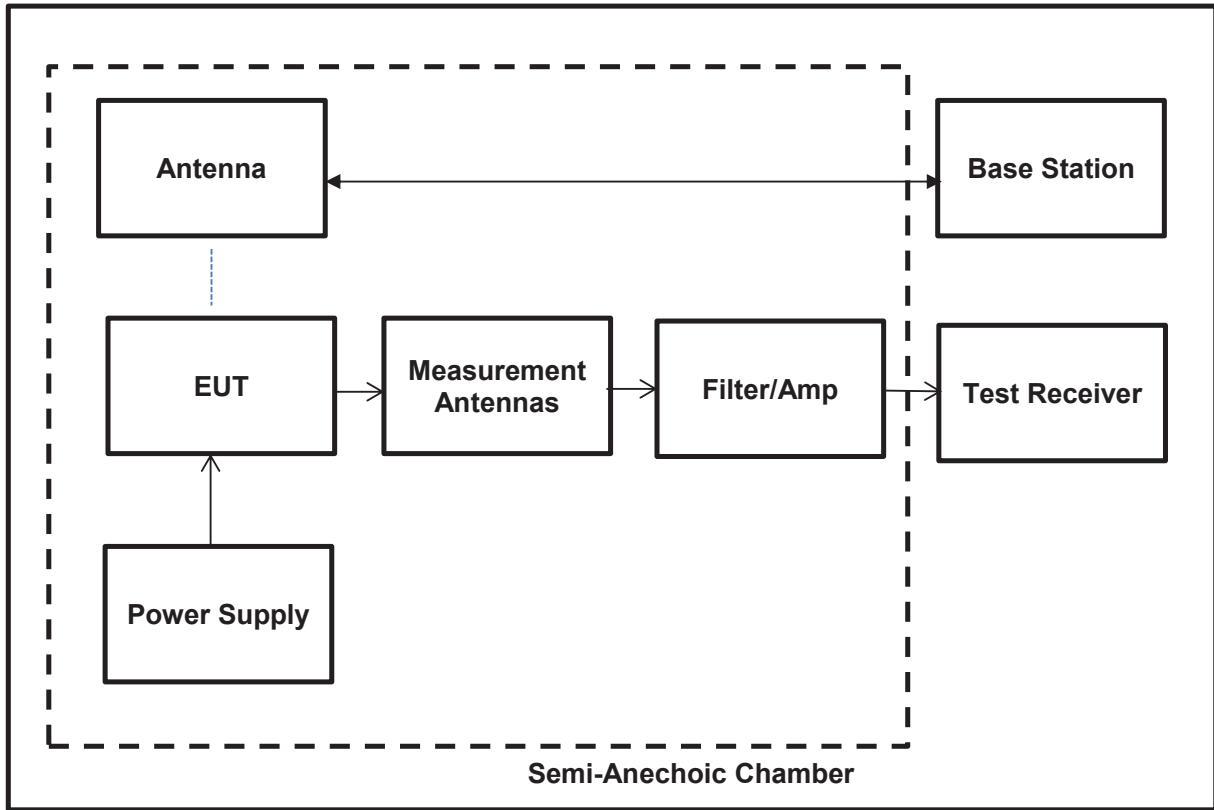 Antenna
Base Station
EUT
Measurement
Antennas
Filter/Amp
Test Receiver
Power Supply
Semi-Anechoic Chamber